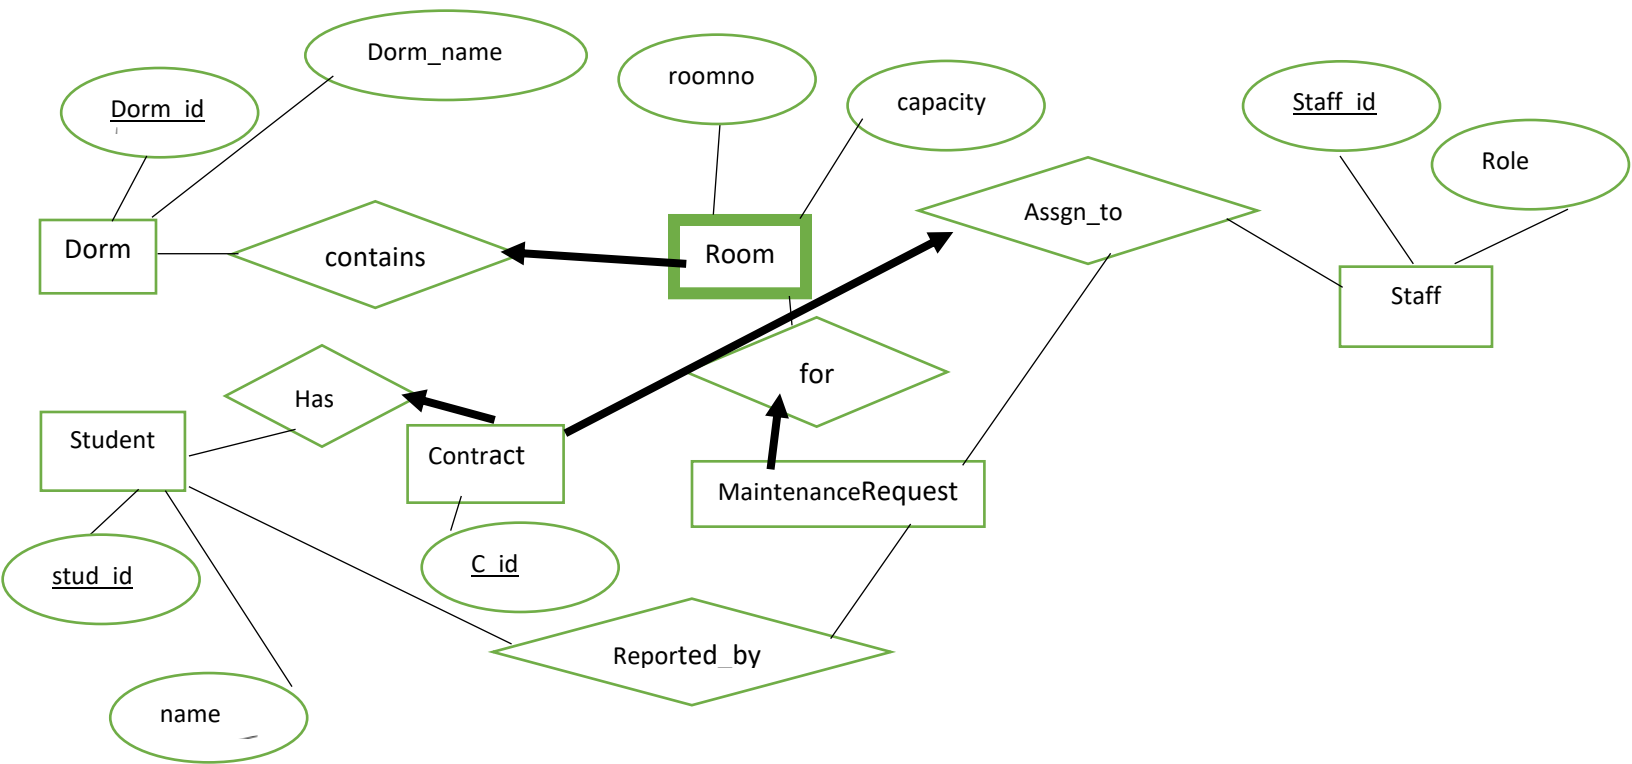 Dorm_name
roomno
capacity
Dorm_id
Staff_id
Role
Assgn_to
Dorm
contains
Room
Staff
for
Has
Student
Contract
MaintenanceRequest
C_id
stud_id
Reported_by
name